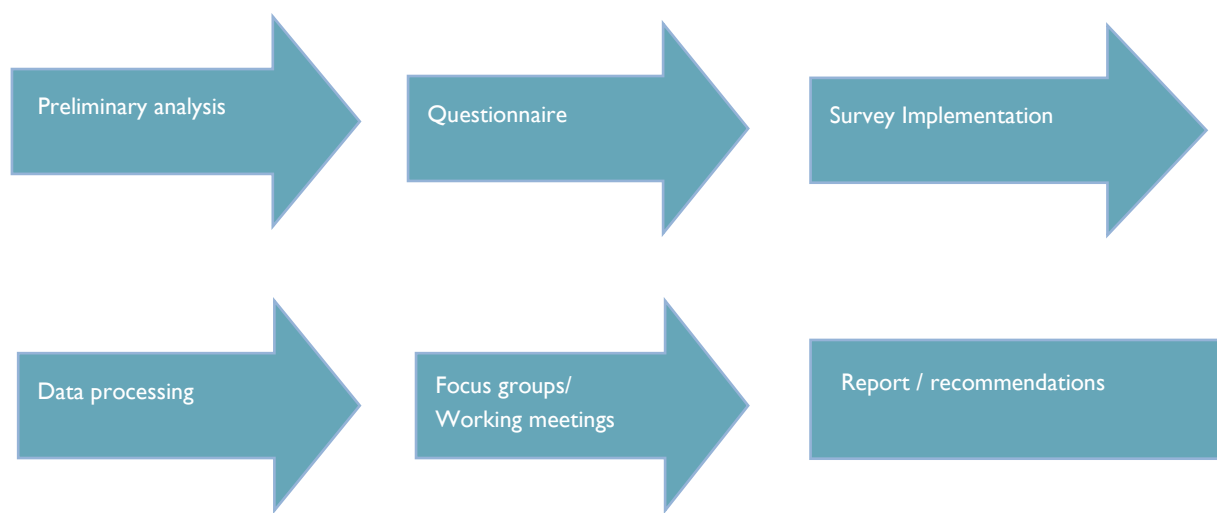 Preliminary analysis
Questionnaire
Survey Implementation
Data processing
Focus groups/
Working meetings
Report / recommendations